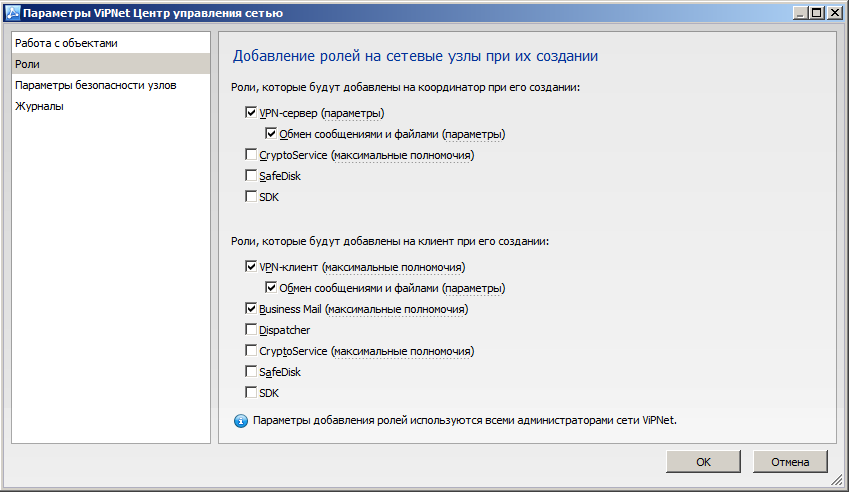 Параметры ViPNet Центр управления сетью
Работа с объектами
Роли
Параметры безопасности узлов
Журналы
Добавление ролей на сетевые узлы при их создании
Роли, которые будут добавлены на координатор при его создании:
VPN-сервер (параметры)
Обмен сообщениями и файлами (параметры)
CryptoService (максимальные полномочия)
SafeDisk
SDK
Роли, которые будут добавлены на клиент при его создании:
VPN-клиент (максимальные полномочия)
Обмен сообщениями и файлами (параметры)
Business Mail (максимальные полномочия)
Dispatcher
CryptoService (максимальные полномочия)
SafeDisk
SDK
Параметры добавления ролей используются всеми администраторами сети ViPNet.
OK
Отмена